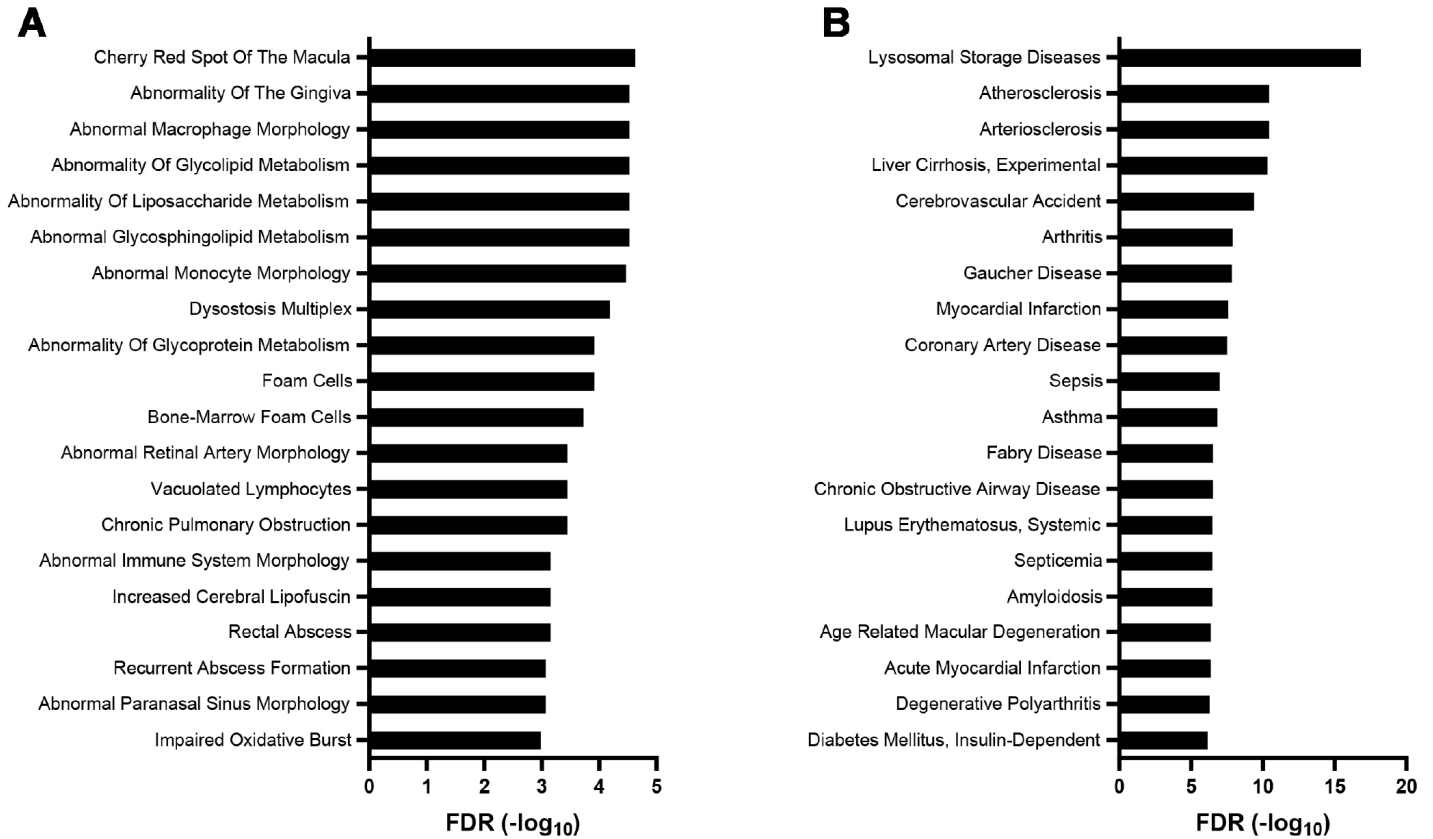 A
Cherry Red Spot Of The Macula
Abnormality Of The Gingiva
Abnormal Macrophage Morphology
Abnormality Of Glycolipid Metabolism
Abnormality Of Liposaccharide Metabolism
Abnormal Glycosphingolipid Metabolism
Abnormal Monocyte Morphology
Dysostosis Multiplex
Abnormality Of Glycoprotein Metabolism
Foam Cells
Bone-Marrow Foam Cells
Abnormal Retinal Artery Morphology
Vacuolated Lymphocytes
Chronic Pulmonary Obstruction
Abnormal Immune System Morphology
Increased Cerebral Lipofuscin
Rectal Abscess
Recurrent Abscess Formation
Abnormal Paranasal Sinus Morphology
Impaired Oxidative Burst
0 1 2 3 4 5
FDR (-log10)
B
Lysosomal Storage Diseases
Atherosclerosis
Arteriosclerosis
Liver Cirrhosis, Experimental
Cerebrovascular Accident
Arthritis
Gaucher Disease
Myocardial Infarction
Coronary Artery Disease
Sepsis
Asthma
Fabry Disease
Chronic Obstructive Airway Disease
Lupus Erythematosus, Systemic
Septicemia
Amyloidosis
Age Related Macular Degeneration
Acute Myocardial Infarction
Degenerative Polyarthritis
Diabetes Mellitus, Insulin-Dependent
0 5 10 15 20
FDR (-log10)